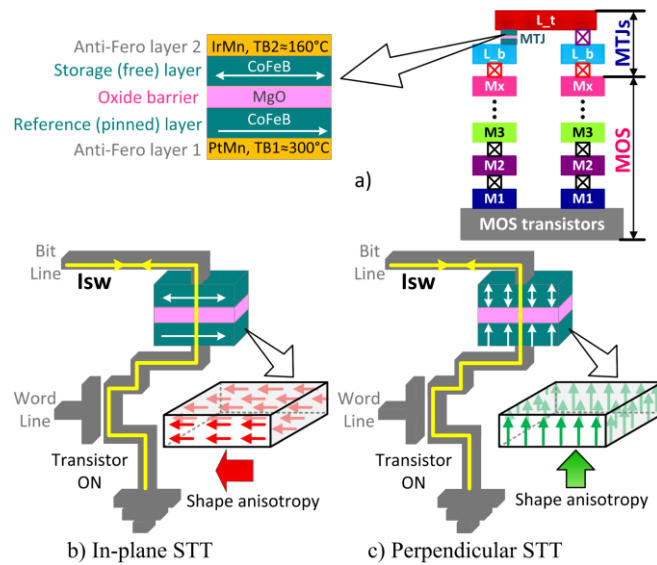 Anti-Fero layer 2
IrMn, TB2≈160°C
Storage (free) layer
CoFeB
Oxide barrier
MgO
Reference (pinned) layer
CoFeB
Anti-Fero layer 1
PtMn, TB1≈300°C
a)
L_t
MTJ
L_b
L_b
Mx
Mx
M3
M3
M2
M2
M1
M1
MOS transistors
MTJs
MOS
Bit
Line
Isw
Word
Line
Transistor
ON
Shape anisotropy
b) In-plane STT
Bit
Line
Isw
Word
Line
Transistor
ON
Shape anisotropy
c) Perpendicular STT